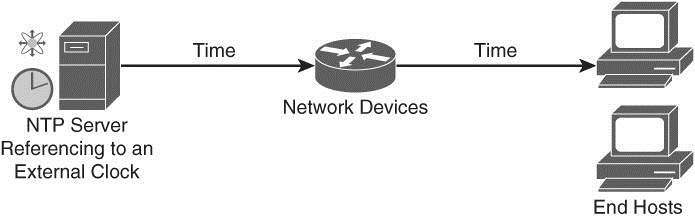 Time
Time
Network Devices
NTP Server
Referencing to an
External Clock
End Hosts